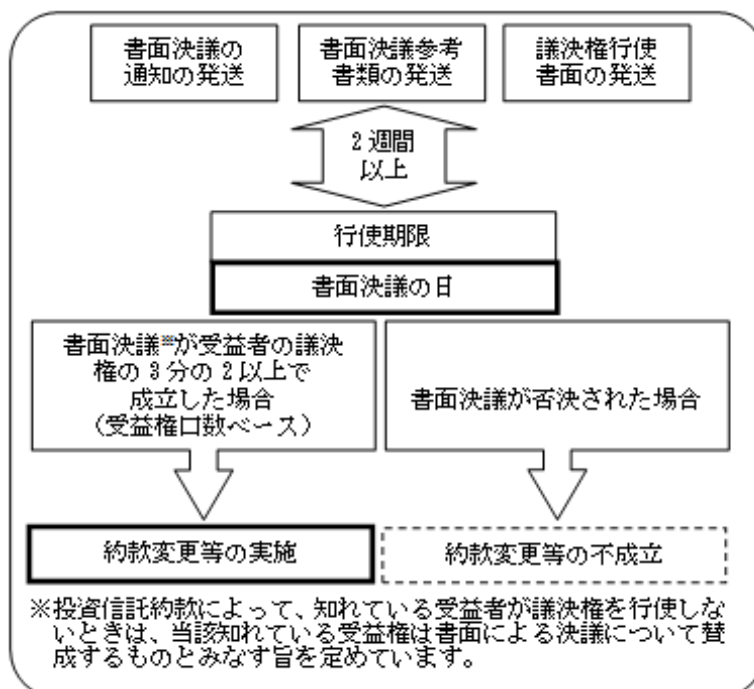 書面決議の
通知の発送
書面決議参考
書類の発送
議決権行使
書面の発送
2週間
以上
行使期限
書面決議の日
書面決議※が受益者の議決
権の3分の2以上で
成立した場合
(受益権口数ベース)
書面決議が否決された場合
約款変更等の実施
約款変更等の不成立
※投資信託約款によって、知れている受益者が議決権を行使しな
いときは、当該知れている受益権は書面による決議について賛
成するものとみなす旨を定めています。